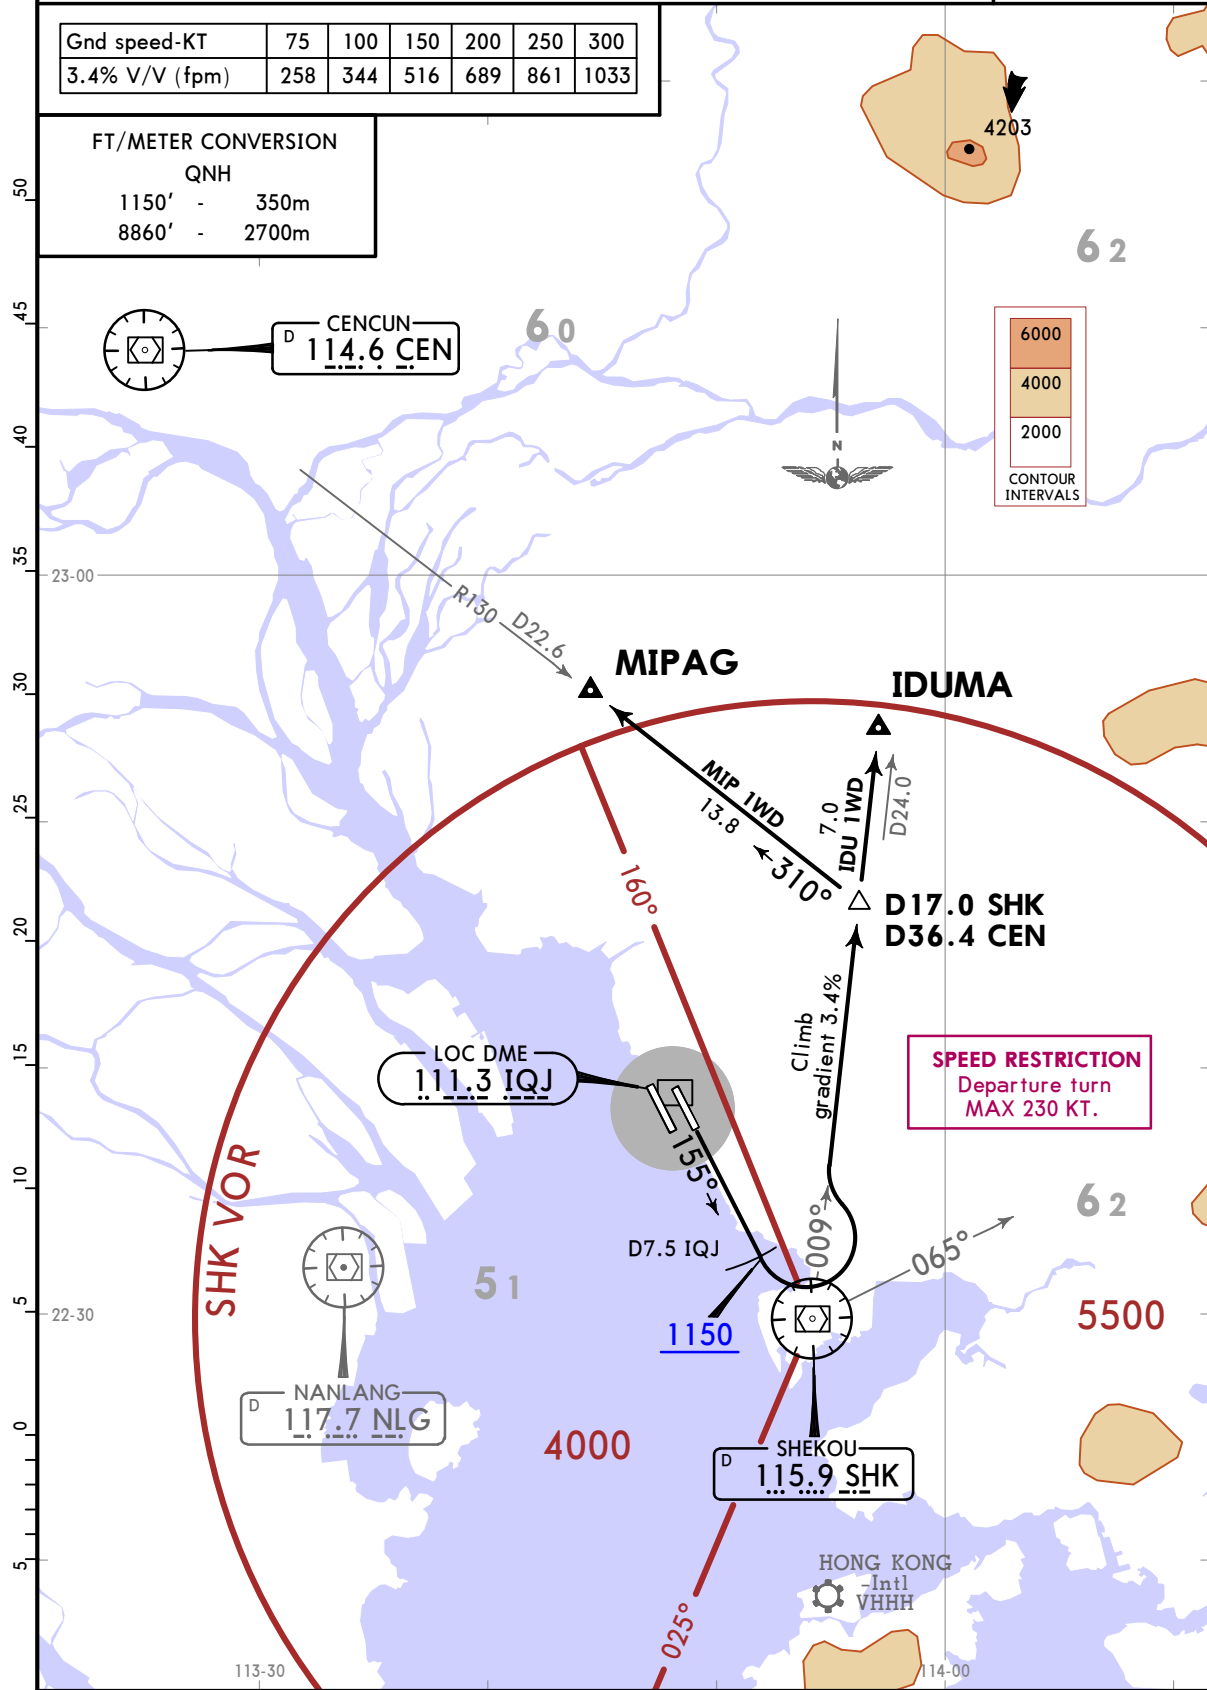 Gnd speed-KT 75 100 150 200 250 300
3.4% V/V (fpm) 258 344 516 689 861 1033
FT/METER CONVERSION
QNH
1150' - 350m
8860' - 2700m
4203
50
62
45
CENCUN
D 114.6 CEN
60
6000
4000
2000
CONTOUR
INTERVALS
40
N
35
23-00
R130
D22.6
30
MIPAG
IDUMA
25
MIP 1WD
13.8
7.0
IDU 1WD
D24.0
310°
160°
20
D17.0 SHK
D36.4 CEN
Climb
gradient 3.4%
15
LOC DME
111.3 IQJ
SPEED RESTRICTION
Departure turn
MAX 230 KT.
155°
10
SHK VOR
62
009°
065°
D7.5 IQJ
51
5
22-30
1150
5500
NANLANG
D 117.7 NLG
0
4000
SHEKOU
D 115.9 SHK
5
HONG KONG
-Intl
VHHH
025°
113-30
114-00